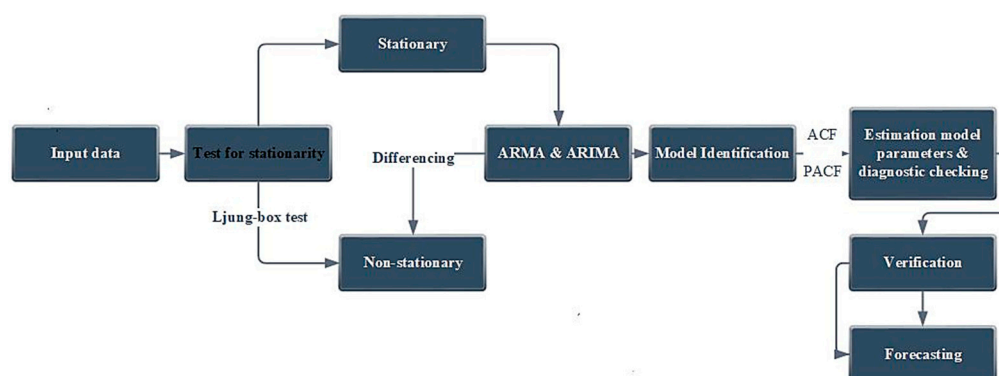 Stationary
Input data
Test for stationarity
Differencing
ARMA & ARIMA
Model Identification
ACF
PACF
Estimation model
parameters &
diagnostic checking
Ljung-box test
Non-stationary
Verification
Forecasting